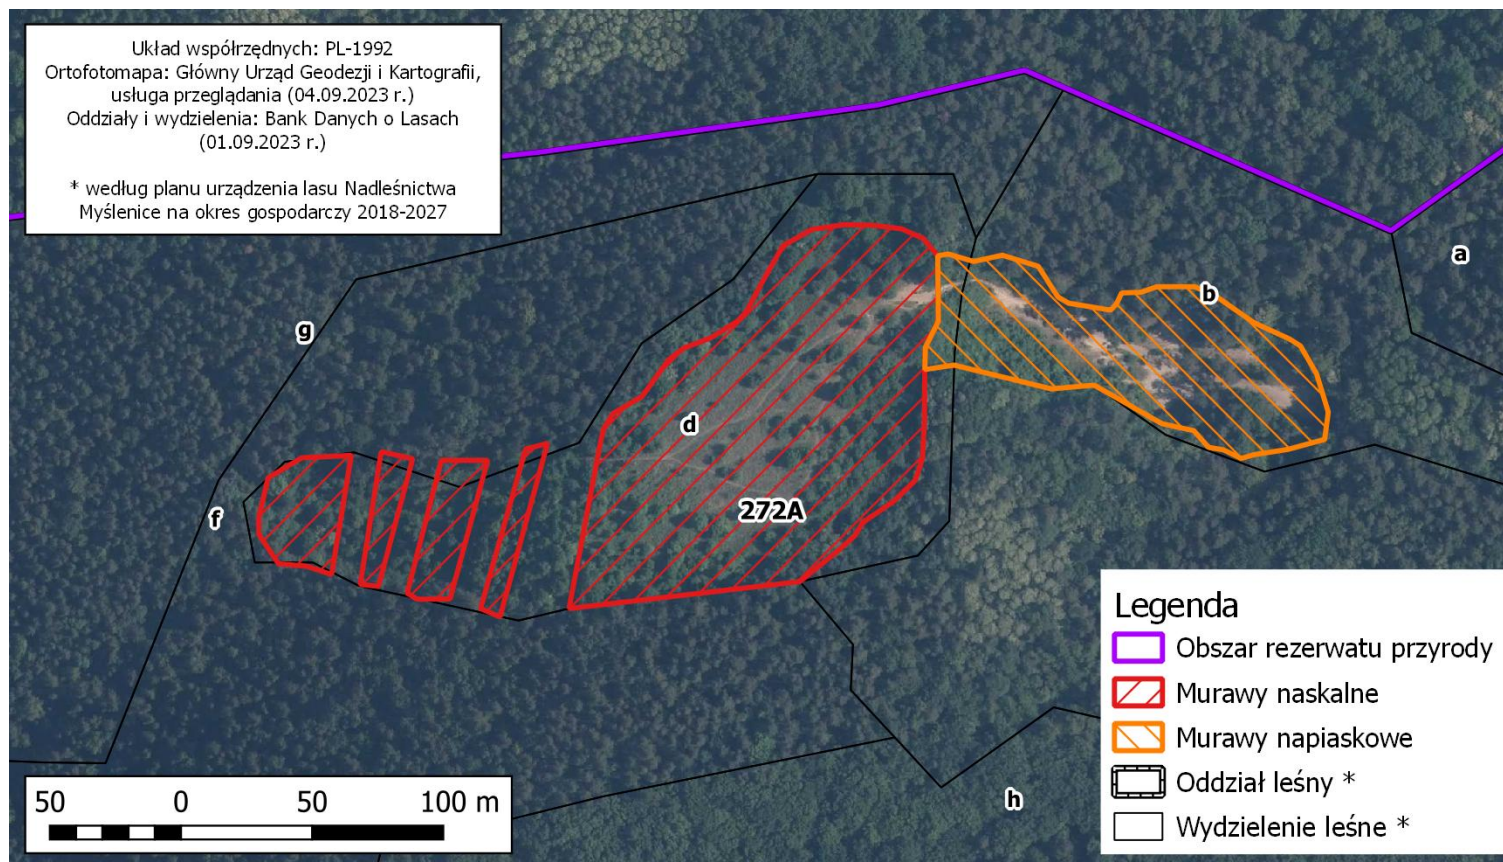 Układ współrzędnych: PL-1992
Ortofotomapa: Główny Urząd Geodezji i Kartografii,
usługa przeglądania (04.09.2023 r.)
Oddziały i wydzielenia: Bank Danych o Lasach
(01.09.2023 r.)
* według planu urządzenia lasu Nadleśnictwa
Myślenice na okres gospodarczy 2018-2027
a
b
g
d
272A
f
h
Legenda
Obszar rezerwatu przyrody
Murawy naskalne
Murawy napiaskowe
Oddział leśny *
Wydzielenie leśne *
50 0 50 100 m